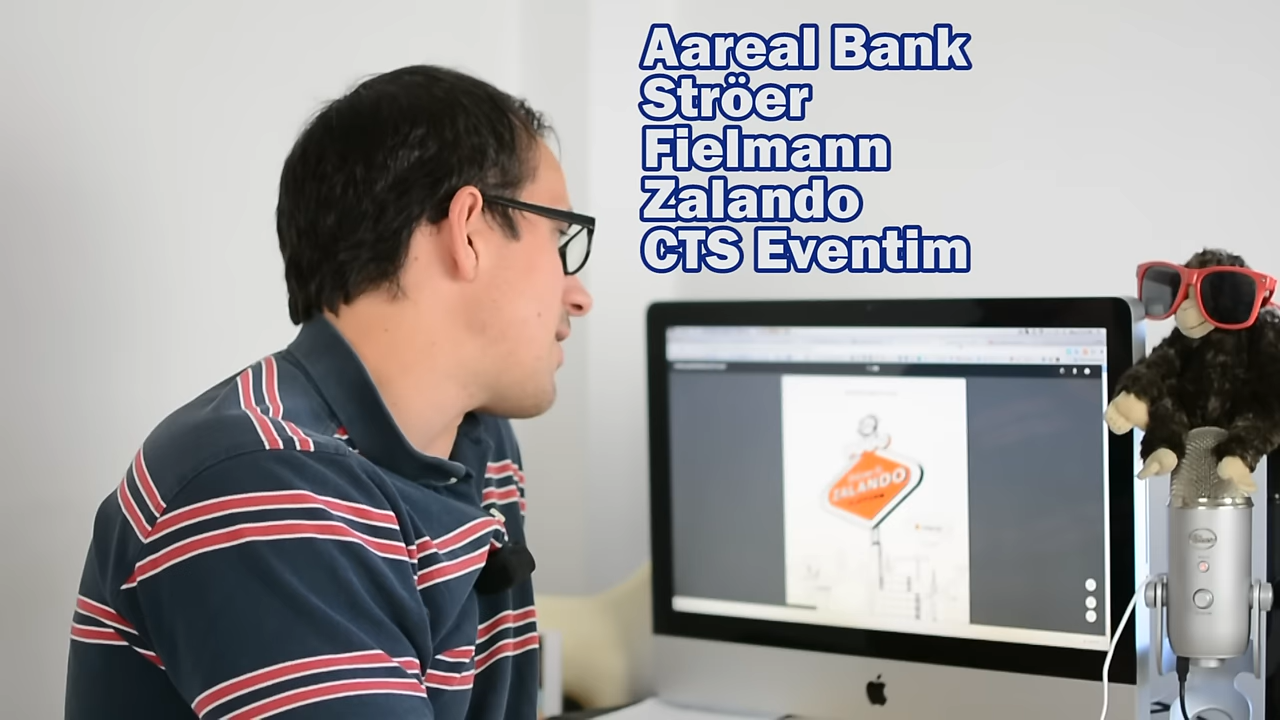 Aareal Bank
Ströer
Fielmann
Zalando
CTS Eventim
ZALANDO